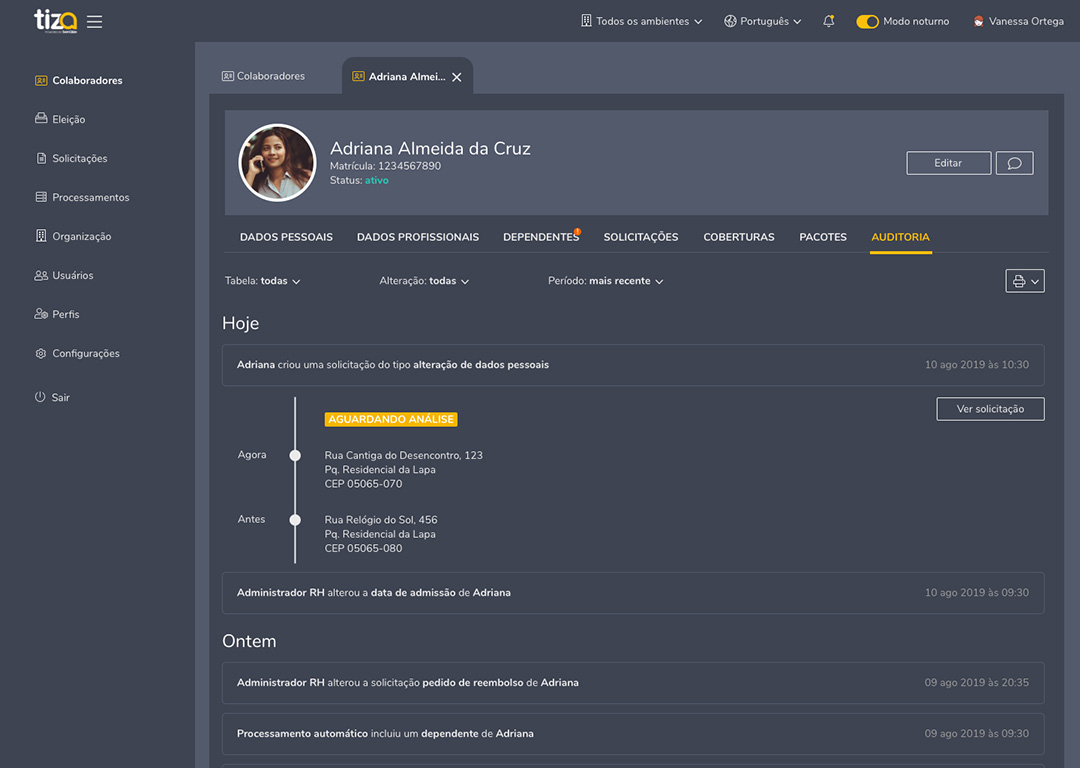 tiza
Todos os ambientes
Português
Modo noturno
Vanessa Ortega
Colaboradores
Eleição
Solicitações
Processamentos
Organização
Usuários
Perfis
Configurações
Sair
Colaboradores
Adriana Almei...
Adriana Almeida da Cruz
Matrícula: 1234567890
Status: ativo
Editar
DADOS PESSOAIS
DADOS PROFISSIONAIS
DEPENDENTES
SOLICITAÇÕES
COBERTURAS
PACOTES
AUDITORIA
Tabela: todas
Alteração: todas
Período: mais recente
Hoje
Adriana criou uma solicitação do tipo alteração de dados pessoais
10 ago 2019 às 10:30
AGUARDANDO ANÁLISE
Ver solicitação
Agora
Rua Cantiga do Desencontro, 123
Pq. Residencial da Lapa
CEP 05065-070
Antes
Rua Relógio do Sol, 456
Pq. Residencial da Lapa
CEP 05065-080
Administrador RH alterou a data de admissão de Adriana
10 ago 2019 às 09:30
Ontem
Administrador RH alterou a solicitação pedido de reembolso de Adriana
09 ago 2019 às 20:35
Processamento automático incluiu um dependente de Adriana
09 ago 2019 às 09:30